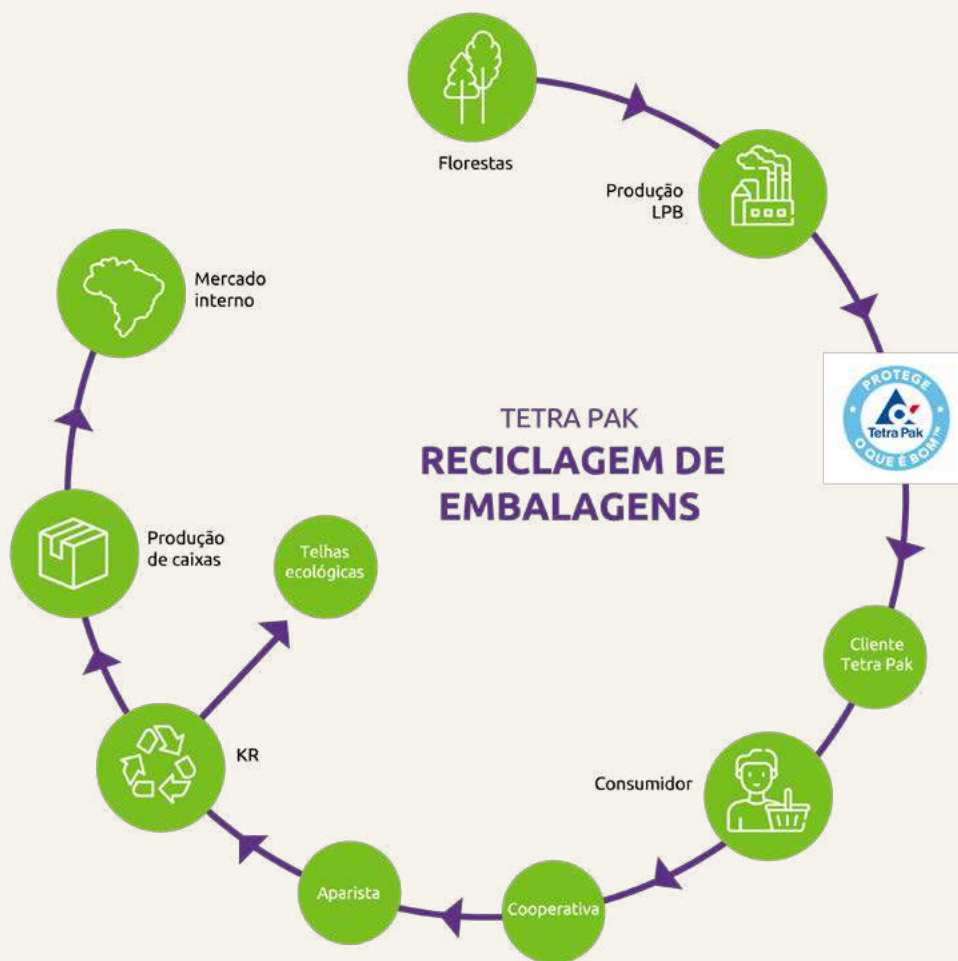 Florestas
Produção
LPB
PROTEGE
Tetra Pak
O QUE É BOM™
Cliente
Tetra Pak
Consumidor
Cooperativa
Aparista
KR
Telhas
ecológicas
Produção
de caixas
Mercado
interno
TETRA PAK
RECICLAGEM DE
EMBALAGENS